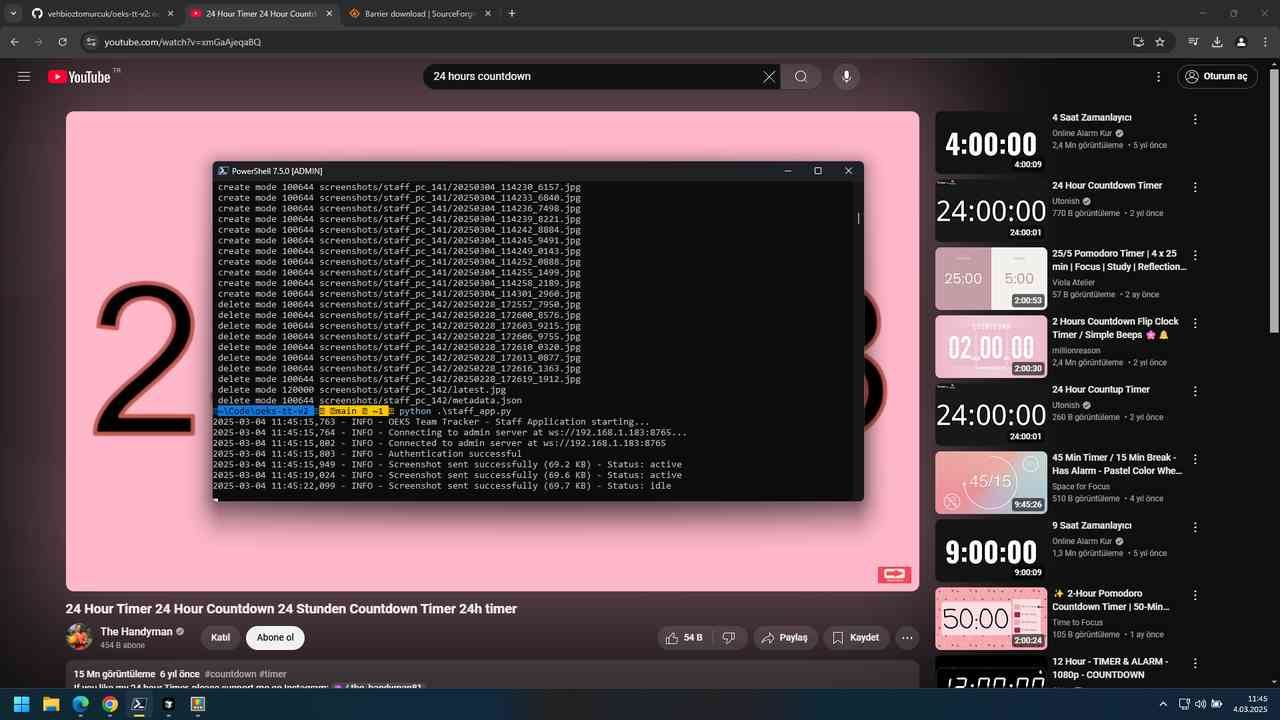 vehbioztomurcuk/oeks-tt-v2:
24 Hour Timer 24 Hour Countd
Barrier download | SourceForg
youtube.com/watch?v=xmGaAjeqaBQ
YouTube TR
24 hours countdown
Oturum aç
PowerShell 7.5.0 [ADMIN]
create mode 100644 screenshots/staff_pc_141/20250304_114230_6157.jpg
create mode 100644 screenshots/staff_pc_141/20250304_114233_6840.jpg
create mode 100644 screenshots/staff_pc_141/20250304_114236_7498.jpg
create mode 100644 screenshots/staff_pc_141/20250304_114239_8221.jpg
create mode 100644 screenshots/staff_pc_141/20250304_114242_8884.jpg
create mode 100644 screenshots/staff_pc_141/20250304_114245_9491.jpg
create mode 100644 screenshots/staff_pc_141/20250304_114249_0143.jpg
create mode 100644 screenshots/staff_pc_141/20250304_114252_0888.jpg
create mode 100644 screenshots/staff_pc_141/20250304_114255_1499.jpg
create mode 100644 screenshots/staff_pc_141/20250304_114258_2189.jpg
create mode 100644 screenshots/staff_pc_141/20250304_114301_2960.jpg
delete mode 100644 screenshots/staff_pc_142/20250228_172557_7950.jpg
delete mode 100644 screenshots/staff_pc_142/20250228_172600_8576.jpg
delete mode 100644 screenshots/staff_pc_142/20250228_172603_9215.jpg
delete mode 100644 screenshots/staff_pc_142/20250228_172606_9755.jpg
delete mode 100644 screenshots/staff_pc_142/20250228_172610_0320.jpg
delete mode 100644 screenshots/staff_pc_142/20250228_172613_0877.jpg
delete mode 100644 screenshots/staff_pc_142/20250228_172616_1363.jpg
delete mode 100644 screenshots/staff_pc_142/20250228_172619_1912.jpg
delete mode 120000 screenshots/staff_pc_142/latest.jpg
delete mode 100644 screenshots/staff_pc_142/metadata.json
~\Code\oeks-tt-v2 main ~1 python .\staff_app.py
2025-03-04 11:45:15,763 - INFO - OEKS Team Tracker - Staff Application starting...
2025-03-04 11:45:15,764 - INFO - Connecting to admin server at ws://192.168.1.183:8765...
2025-03-04 11:45:15,802 - INFO - Connected to admin server at ws://192.168.1.183:8765
2025-03-04 11:45:15,803 - INFO - Authentication successful
2025-03-04 11:45:15,949 - INFO - Screenshot sent successfully (69.2 KB) - Status: active
2025-03-04 11:45:19,024 - INFO - Screenshot sent successfully (69.6 KB) - Status: active
2025-03-04 11:45:22,099 - INFO - Screenshot sent successfully (69.7 KB) - Status: idle
2
24 Hour Timer 24 Hour Countdown 24 Stunden Countdown Timer 24h timer
The Handyman
454 B abone
Katıl
Abone ol
54 B
Paylaş
Kaydet
15 Mn görüntüleme 6 yıl önce #countdown #timer
If you like my 24 hour Timer, please support me on Instagram: / the_handyman81
4:00:00
4:00:09
4 Saat Zamanlayıcı
Online Alarm Kur
2,4 Mn görüntüleme • 5 yıl önce
24:00:00
24:00:01
24 Hour Countdown Timer
Utonish
770 B görüntüleme • 2 yıl önce
25:00
5:00
2:00:53
25/5 Pomodoro Timer | 4 x 25
min | Focus | Study | Reflection...
Viola Atelier
57 B görüntüleme • 2 ay önce
COUNTDOWN
02:00:00
2:00:30
2 Hours Countdown Flip Clock
Timer / Simple Beeps 🌸 🔔
millionreason
2,4 Mn görüntüleme • 2 yıl önce
24:00:00
24:00:01
24 Hour Countup Timer
Utonish
260 B görüntüleme • 2 yıl önce
45/15
9:45:26
45 Min Timer / 15 Min Break -
Has Alarm - Pastel Color Whe...
Space for Focus
510 B görüntüleme • 4 yıl önce
9:00:00
9:00:09
9 Saat Zamanlayıcı
Online Alarm Kur
1,3 Mn görüntüleme • 5 yıl önce
50:00
2:00:24
✨ 2-Hour Pomodoro
Countdown Timer | 50-Min...
Time to Focus
105 B görüntüleme • 1 ay önce
12:00:00
12 Hour - TIMER & ALARM -
1080p - COUNTDOWN
11:45
4.03.2025